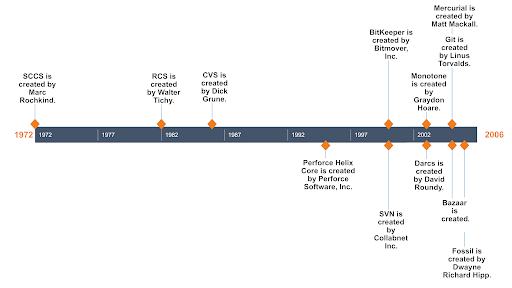 Mercurial is
created by
Matt Mackall.
BitKeeper is
created by
Bitmover,
Inc.
Git is
created
by Linus
Torvalds.
SCCS is
created by
Marc
Rochkind.
RCS is
created
by Walter
Tichy.
CVS is
created by
Dick
Grune.
Monotone
is created
by
Graydon
Hoare.
1972
1972
1977
1982
1987
1992
1997
2002
2006
Perforce Helix
Core is created
by Perforce
Software, Inc.
Darcs is
created
by David
Roundy.
SVN is
created
by
Collabnet
Inc.
Bazaar
is
created.
Fossil is
created by
Dwayne
Richard Hipp.